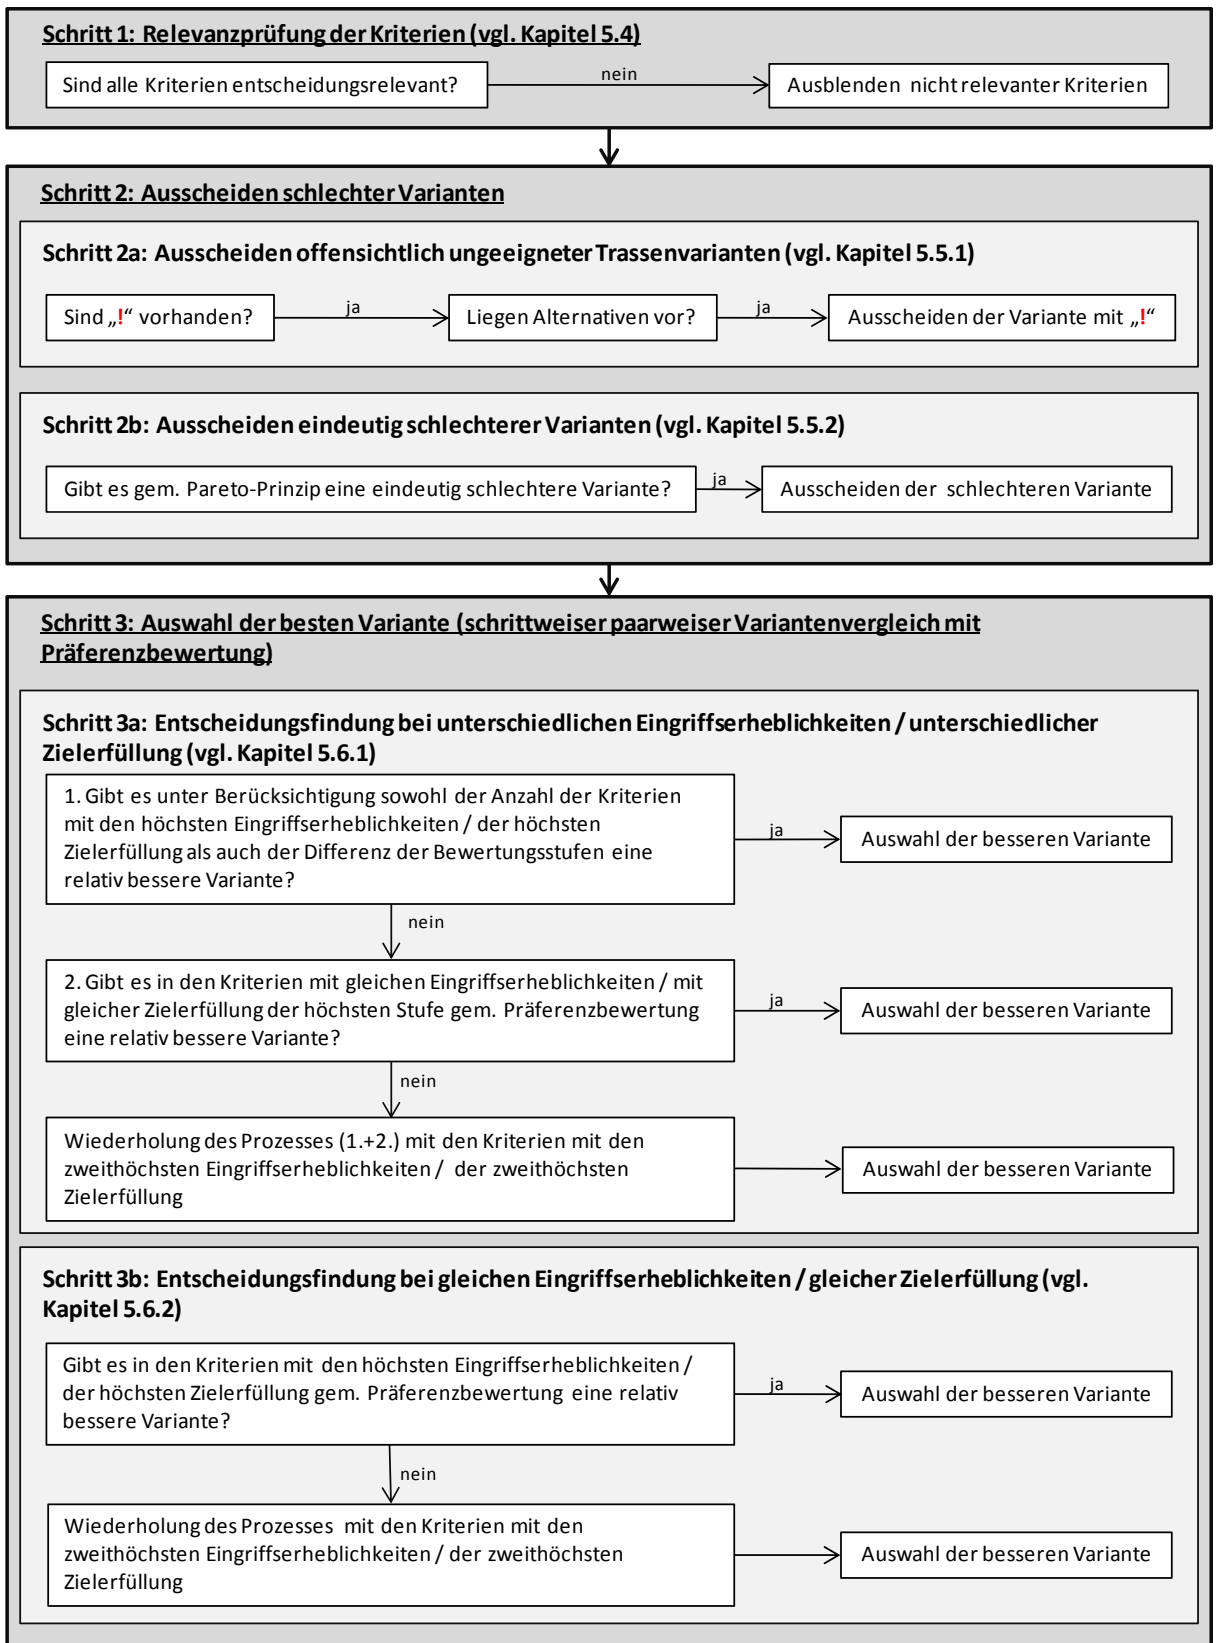 Schritt 1: Relevanzprüfung der Kriterien (vgl. Kapitel 5.4)
Sind alle Kriterien entscheidungsrelevant?
nein
Ausblenden nicht relevanter Kriterien
Schritt 2: Ausscheiden schlechter Varianten
Schritt 2a: Ausscheiden offensichtlich ungeeigneter Trassenvarianten (vgl. Kapitel 5.5.1)
Sind „!“ vorhanden?
ja
Liegen Alternativen vor?
ja
Ausscheiden der Variante mit „!“
Schritt 2b: Ausscheiden eindeutig schlechterer Varianten (vgl. Kapitel 5.5.2)
Gibt es gem. Pareto-Prinzip eine eindeutig schlechtere Variante?
ja
Ausscheiden der schlechteren Variante
Schritt 3: Auswahl der besten Variante (schrittweiser paarweiser Variantenvergleich mit
Präferenzbewertung)
Schritt 3a: Entscheidungsfindung bei unterschiedlichen Eingriffserheblichkeiten / unterschiedlicher
Zielerfüllung (vgl. Kapitel 5.6.1)
1. Gibt es unter Berücksichtigung sowohl der Anzahl der Kriterien
mit den höchsten Eingriffserheblichkeiten / der höchsten
Zielerfüllung als auch der Differenz der Bewertungsstufen eine
relativ bessere Variante?
ja
Auswahl der besseren Variante
nein
2. Gibt es in den Kriterien mit gleichen Eingriffserheblichkeiten / mit
gleicher Zielerfüllung der höchsten Stufe gem. Präferenzbewertung
eine relativ bessere Variante?
ja
Auswahl der besseren Variante
nein
Wiederholung des Prozesses (1.+2.) mit den Kriterien mit den
zweithöchsten Eingriffserheblichkeiten / der zweithöchsten
Zielerfüllung
Auswahl der besseren Variante
Schritt 3b: Entscheidungsfindung bei gleichen Eingriffserheblichkeiten / gleicher Zielerfüllung (vgl.
Kapitel 5.6.2)
Gibt es in den Kriterien mit den höchsten Eingriffserheblichkeiten /
der höchsten Zielerfüllung gem. Präferenzbewertung eine relativ
bessere Variante?
ja
Auswahl der besseren Variante
nein
Wiederholung des Prozesses mit den Kriterien mit den
zweithöchsten Eingriffserheblichkeiten / der zweithöchsten
Zielerfüllung
Auswahl der besseren Variante